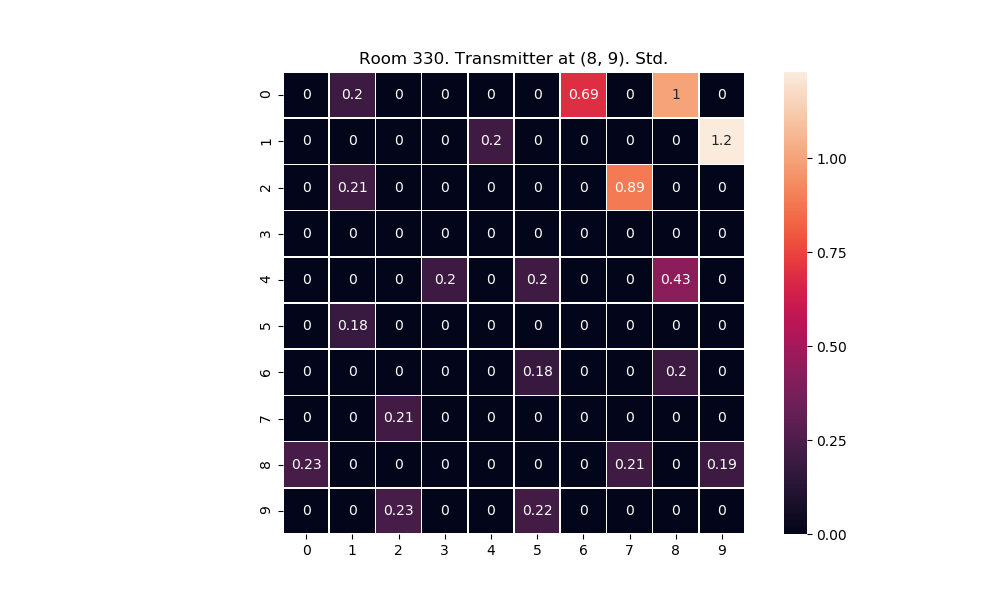 Room 330. Transmitter at (8, 9). Std.
0 0 0.2 0 0 0 0 0.69 0 1 0
1 0 0 0 0 0.2 0 0 0 0 1.2
2 0 0.21 0 0 0 0 0 0.89 0 0
3 0 0 0 0 0 0 0 0 0 0
4 0 0 0 0.2 0 0.2 0 0 0.43 0
5 0 0.18 0 0 0 0 0 0 0 0
6 0 0 0 0 0 0.18 0 0 0.2 0
7 0 0 0.21 0 0 0 0 0 0 0
8 0.23 0 0 0 0 0 0 0.21 0 0.19
9 0 0 0.23 0 0 0.22 0 0 0 0
0 1 2 3 4 5 6 7 8 9
1.00
0.75
0.50
0.25
0.00